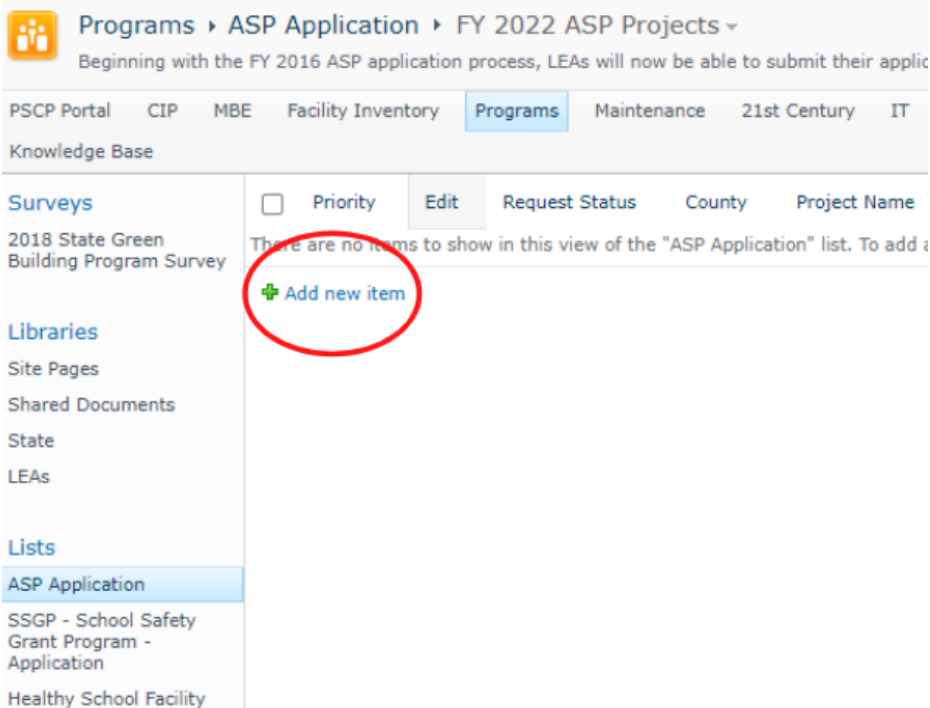 Programs ▸ ASP Application ▸ FY 2022 ASP Projects
Beginning with the FY 2016 ASP application process, LEAs will now be able to submit their
PSCP Portal CIP MBE Facility Inventory Programs Maintenance 21st Century IT
Knowledge Base
Surveys
2018 State Green
Building Program Survey
Libraries
Site Pages
Shared Documents
State
LEAs
Lists
ASP Application
SSGP - School Safety
Grant Program -
Application
Healthy School Facility
Priority Edit Request Status County Project Name
There are no items to show in this view of the "ASP Application" list. To add
Add new item